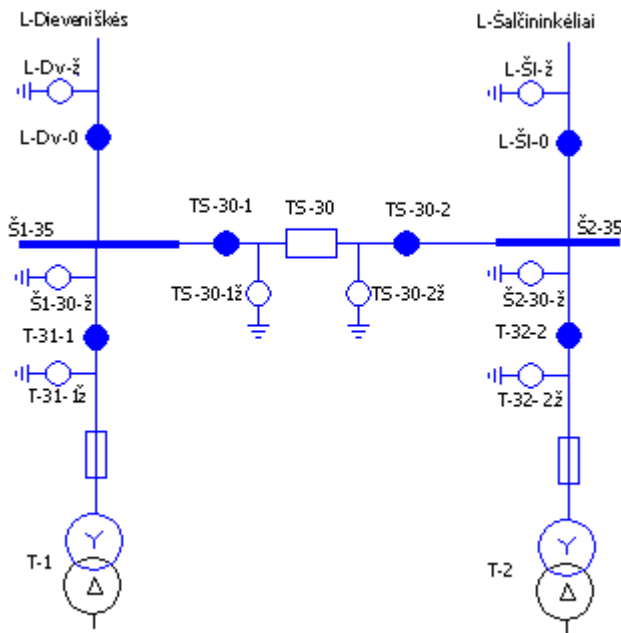 L-Dieveniškės
L-Šalčininkėliai
L-Dv-ž
L-Šl-ž
L-Dv-0
L-Šl-0
TS-30-1
TS-30
TS-30-2
Š1-35
Š2-35
Š1-30-ž
TS-30-1ž
TS-30-2ž
Š2-30-ž
T-31-1
T-32-2
T-31-1ž
T-32-2ž
T-1
T-2